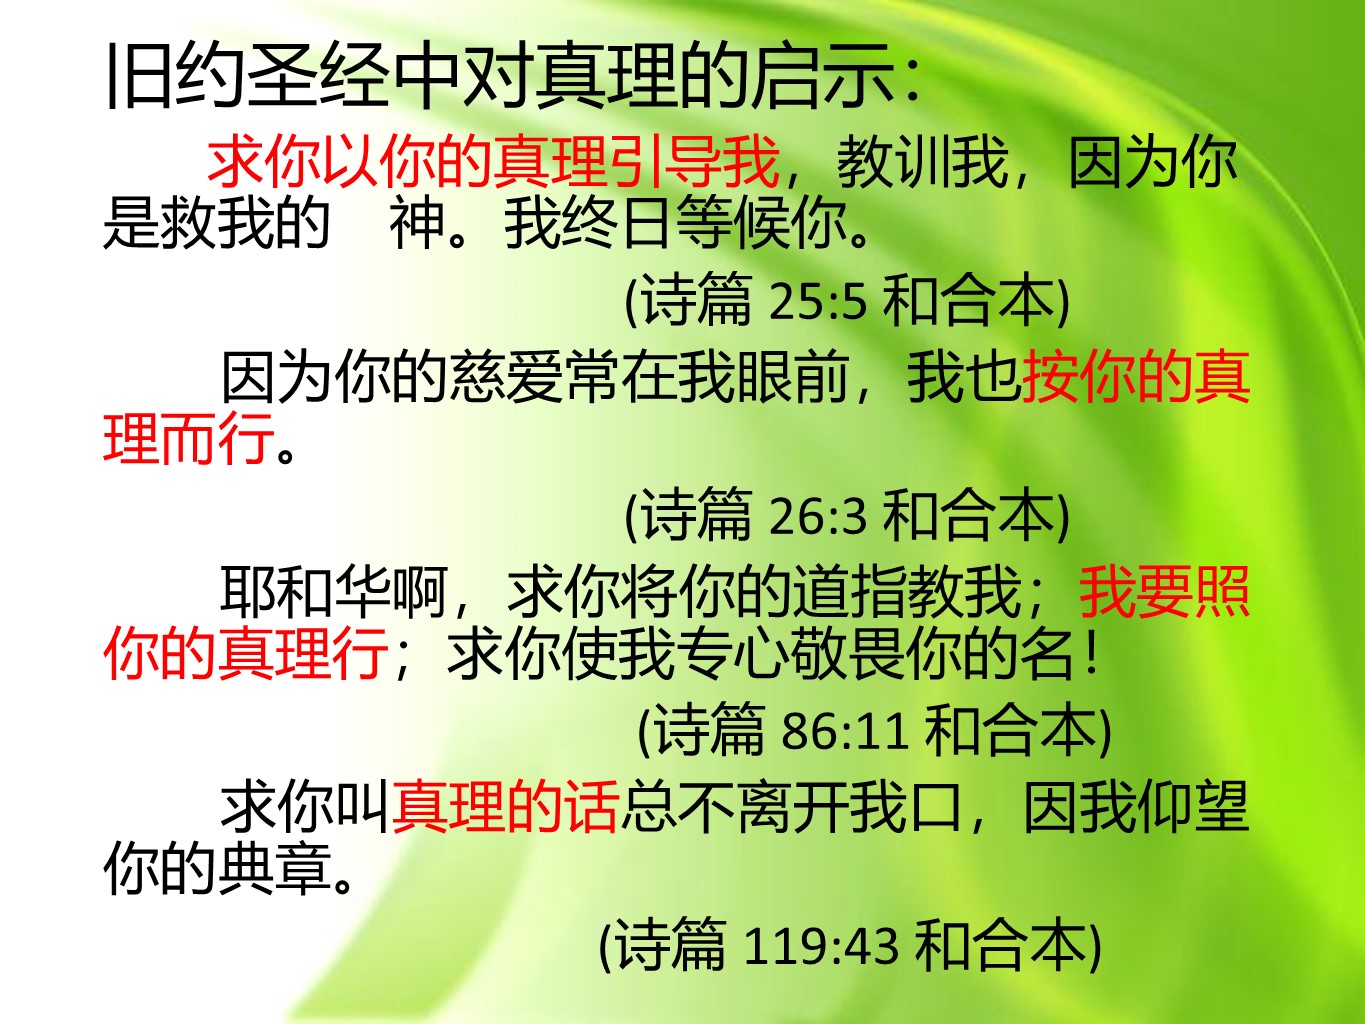 旧约圣经中对真理的启示：
求你以你的真理引导我，教训我，因为你
是救我的　神。我终日等候你。
(诗篇 25:5 和合本)
因为你的慈爱常在我眼前，我也按你的真
理而行。
(诗篇 26:3 和合本)
耶和华啊，求你将你的道指教我；我要照
你的真理行；求你使我专心敬畏你的名！
(诗篇 86:11 和合本)
求你叫真理的话总不离开我口，因我仰望
你的典章。
(诗篇 119:43 和合本)